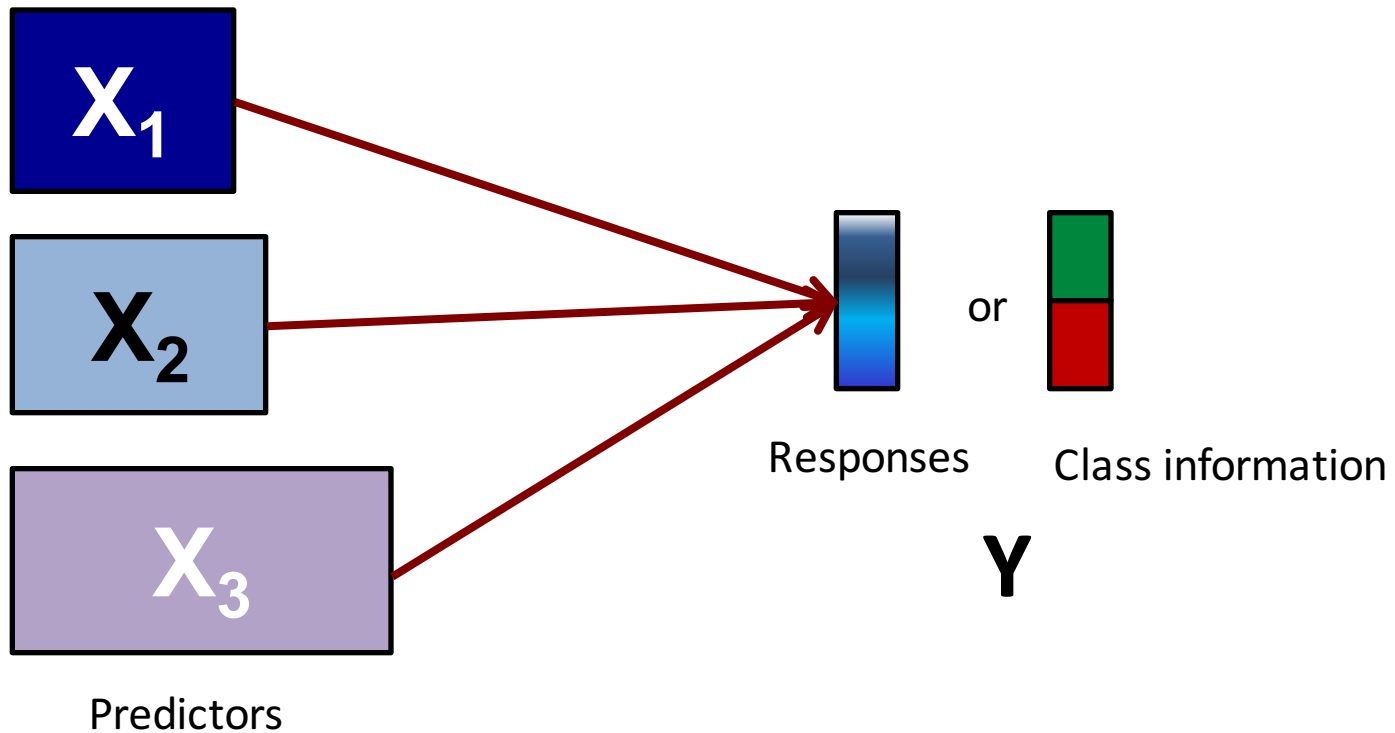 X₁
X₂
X₃
Predictors
or
Responses
Class information
Y